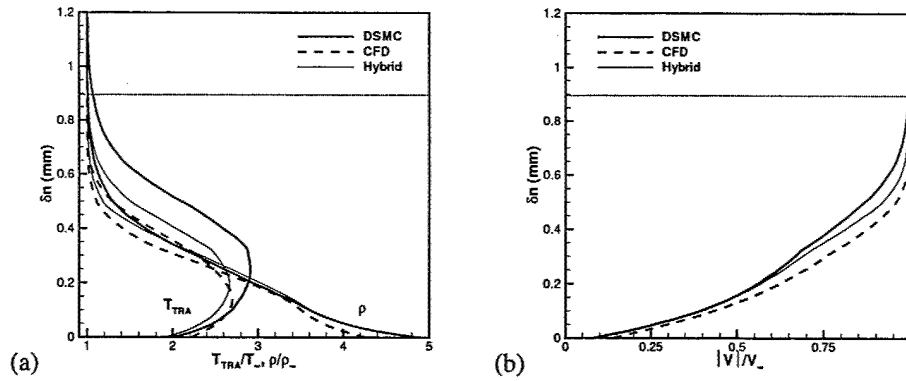 1.2
1
0.8
0.6
0.4
0.2
0
δn (mm)
DSMC
CFD
Hybrid
T_TRA
ρ
1 2 3 4 5
T_TRA/T_∞, ρ/ρ_∞
(a)
1.2
1
0.8
0.6
0.4
0.2
0
δn (mm)
DSMC
CFD
Hybrid
0 0.25 0.5 0.75
|V|/V_∞
(b)